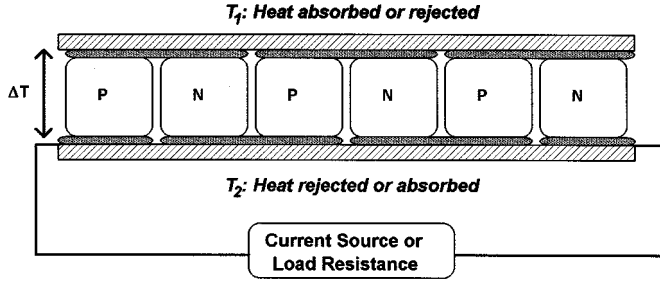 T1: Heat absorbed or rejected
ΔT
P N P N P N
T2: Heat rejected or absorbed
Current Source or
Load Resistance